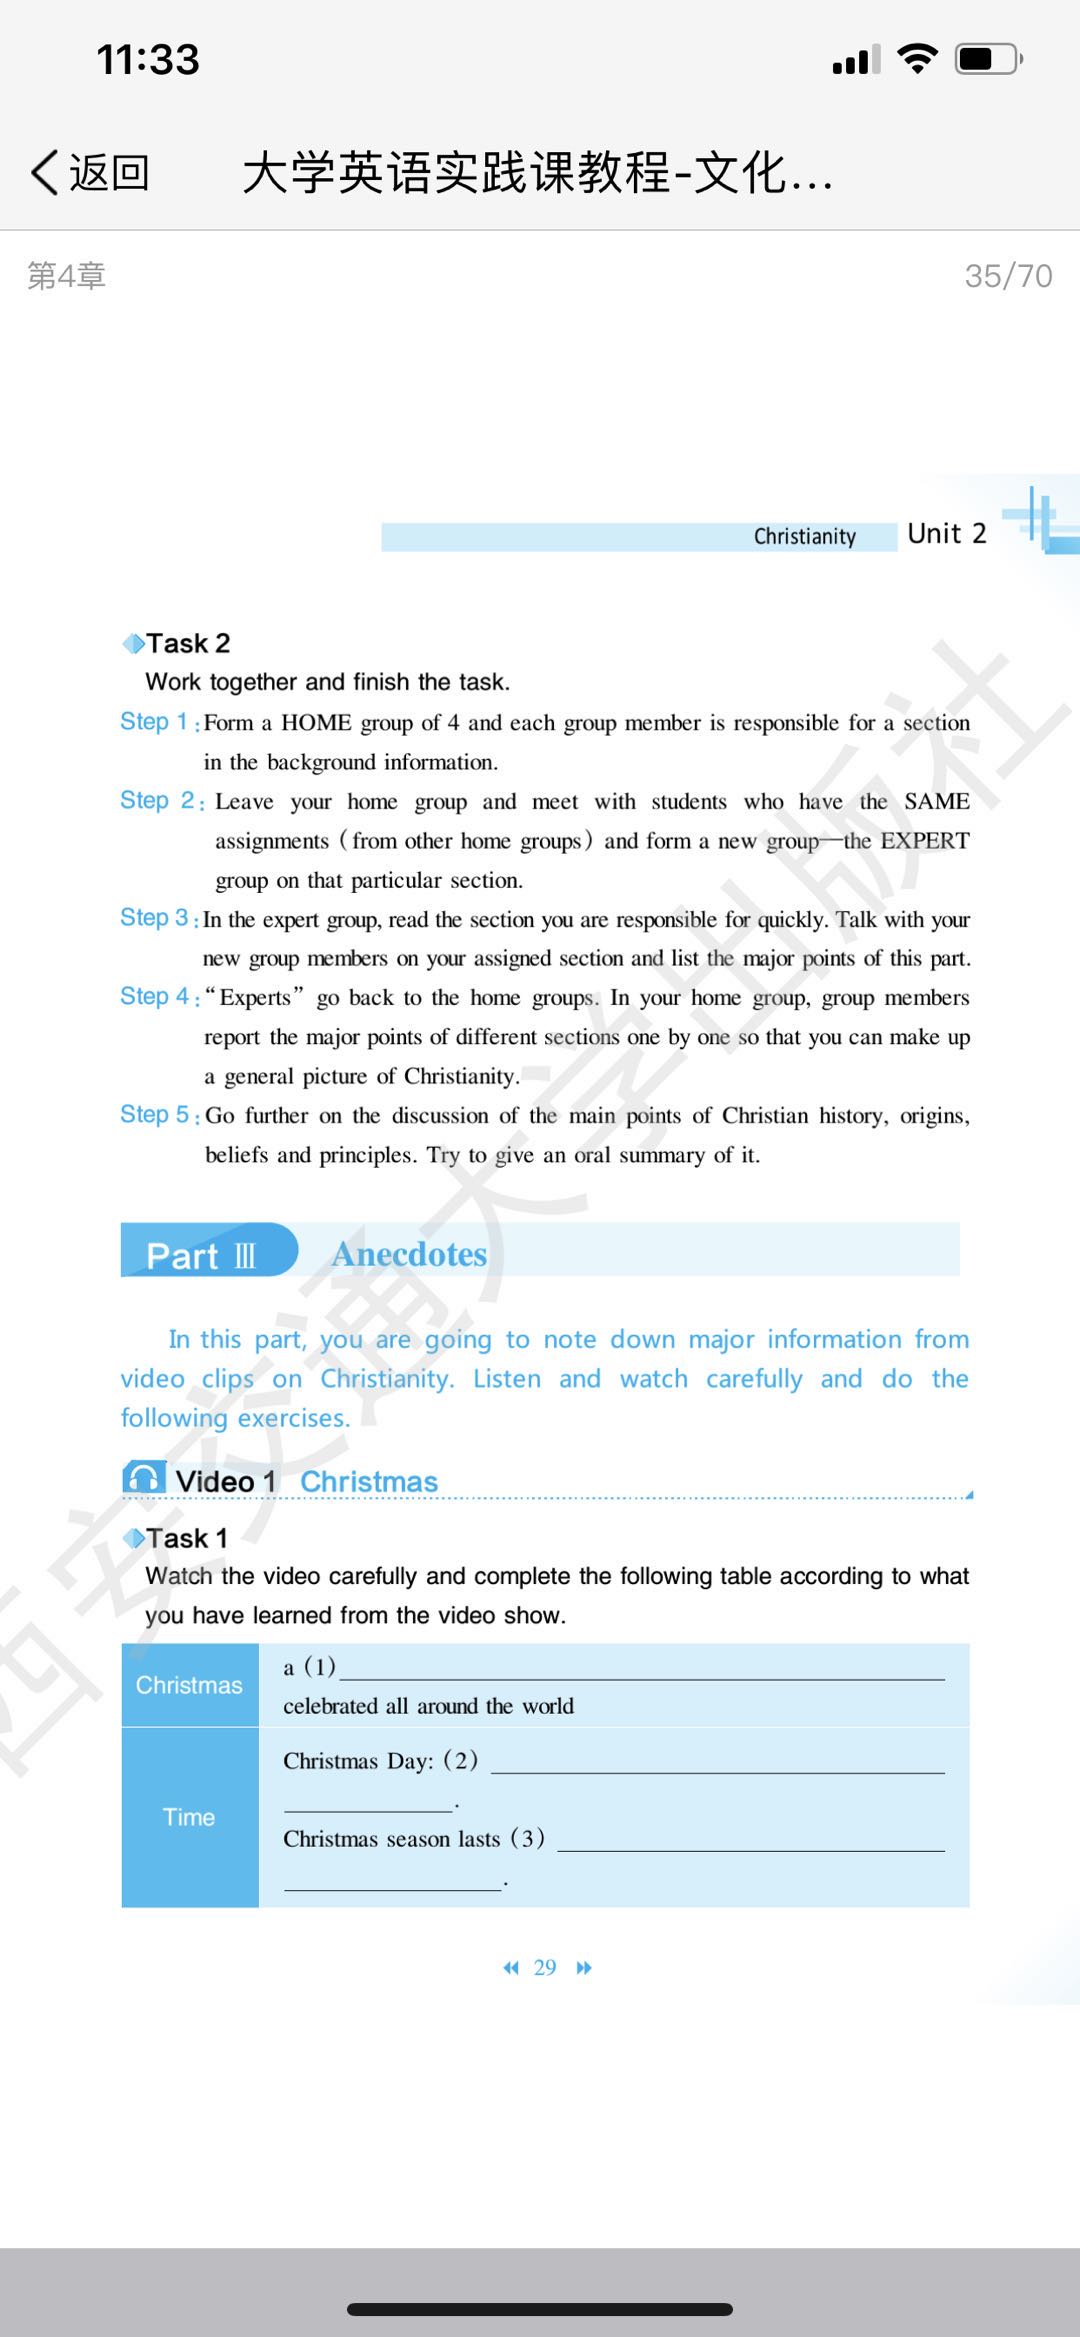 11:33
返回
大学英语实践课教程-文化...
第4章
35/70
Christianity
Unit 2
Task 2
Work together and finish the task.
Step 1: Form a HOME group of 4 and each group member is responsible for a section
in the background information.
Step 2: Leave your home group and meet with students who have the SAME
assignments (from other home groups) and form a new group—the EXPERT
group on that particular section.
Step 3: In the expert group, read the section you are responsible for quickly. Talk with your
new group members on your assigned section and list the major points of this part.
Step 4: “Experts” go back to the home groups. In your home group, group members
report the major points of different sections one by one so that you can make up
a general picture of Christianity.
Step 5: Go further on the discussion of the main points of Christian history, origins,
beliefs and principles. Try to give an oral summary of it.
Part Ⅲ Anecdotes
In this part, you are going to note down major information from
video clips on Christianity. Listen and watch carefully and do the
following exercises.
Video 1 Christmas
Task 1
Watch the video carefully and complete the following table according to what
you have learned from the video show.
Christmas
a (1)
celebrated all around the world
Time
Christmas Day: (2)
.
Christmas season lasts (3)
.
29
西安交通大学出版社